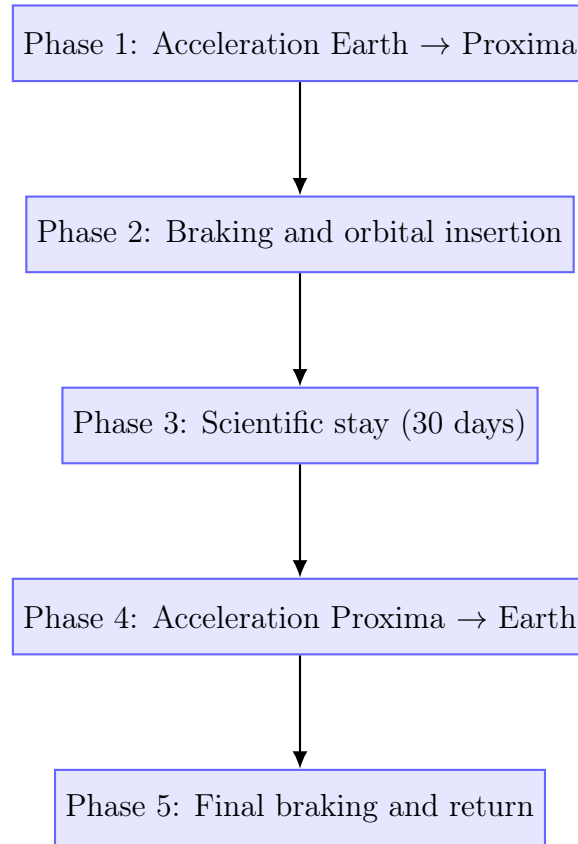 Phase 1: Acceleration Earth → Proxima
Phase 2: Braking and orbital insertion
Phase 3: Scientific stay (30 days)
Phase 4: Acceleration Proxima → Earth
Phase 5: Final braking and return